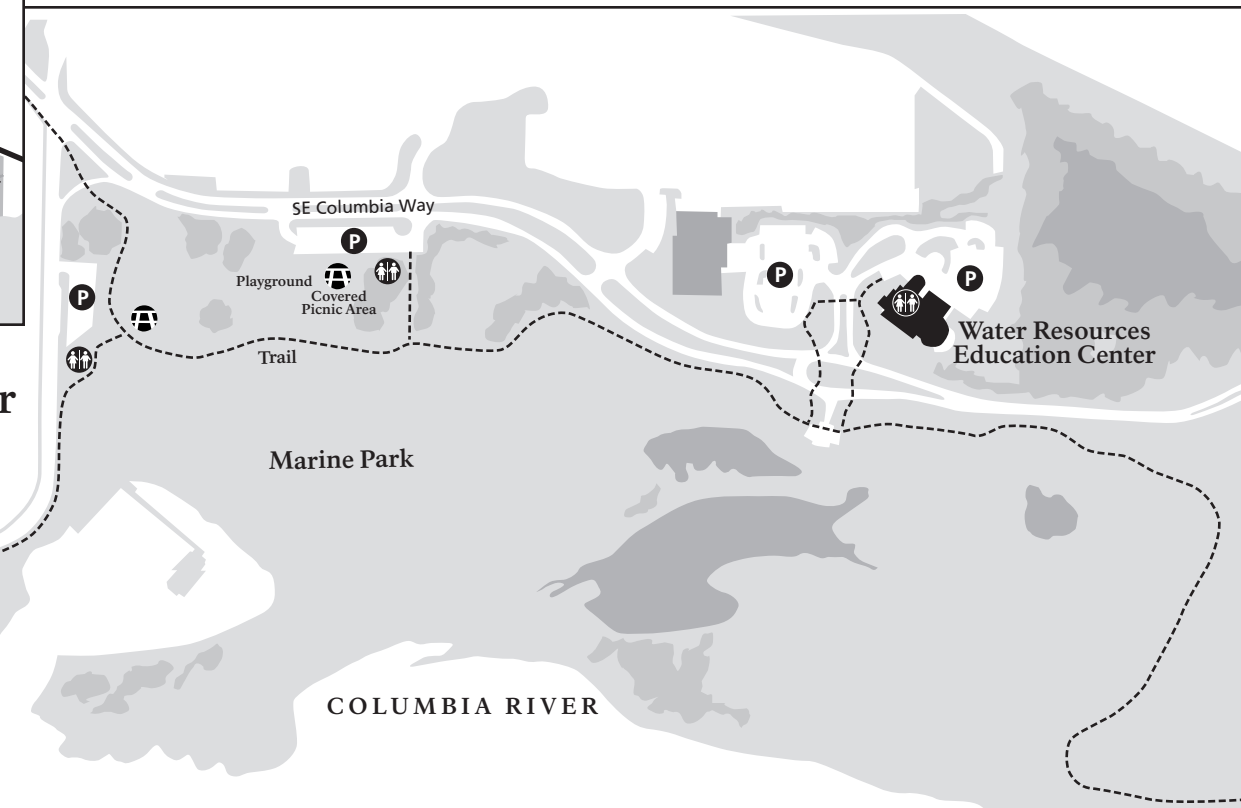 SE Columbia Way
P
Playground
Covered
Picnic Area
P
P
P
Water Resources
Education Center
Trail
r
Marine Park
COLUMBIA RIVER